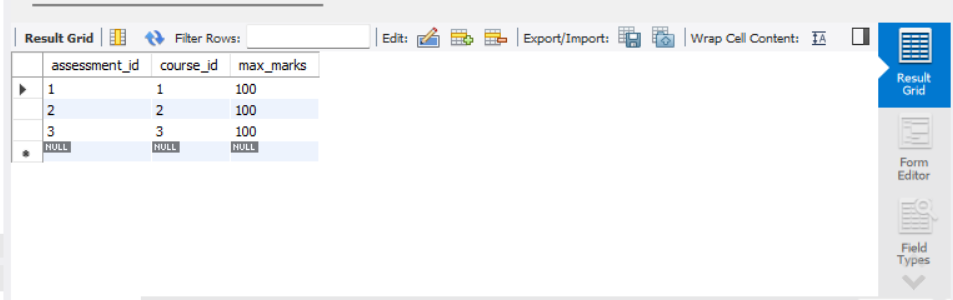 Result Grid Filter Rows: Edit: Export/Import: Wrap Cell Content: IA
assessment_id course_id max_marks
1 1 100
2 2 100
3 3 100
NULL NULL NULL
Result
Grid
Form
Editor
Field
Types